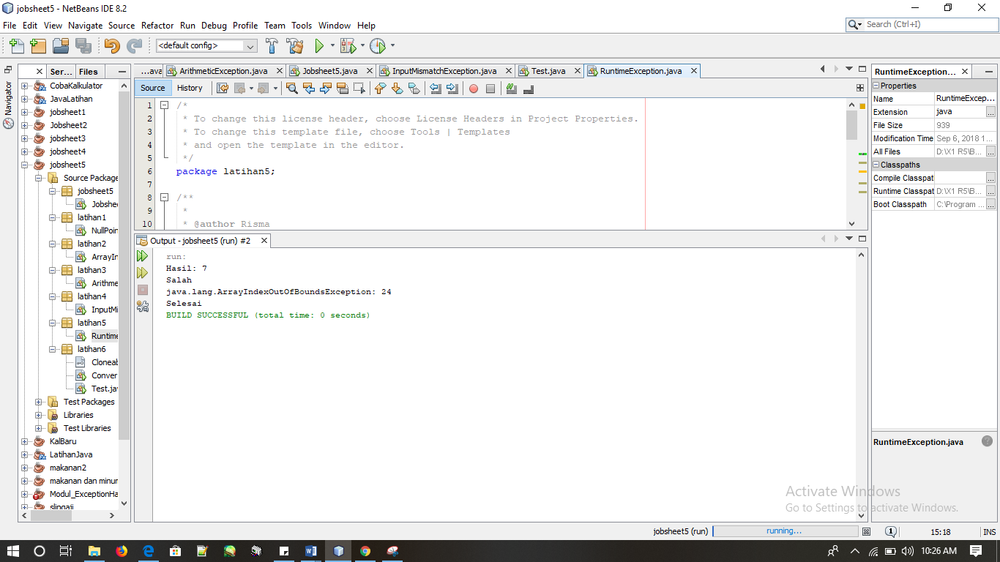 jobsheet5 - NetBeans IDE 8.2
File Edit View Navigate Source Refactor Run Debug Profile Team Tools Window Help
Search (Ctrl+I)
<default config>
Navigator
Ser... Files
CobaKalkulator
JavaLatihan
jobsheet1
Jobsheet2
jobsheet3
jobsheet4
jobsheet5
Source Package
jobsheet5
Jobshe
latihan1
NullPoin
latihan2
ArrayIn
latihan3
Arithme
latihan4
InputMi
latihan5
Runtime
latihan6
Cloneab
Conver
Test.ja
Test Packages
Libraries
Test Libraries
KalBaru
LatihanJava
makanan2
makanan dan minur
Modul_ExceptionHa
slipgaji
...ava ArithmeticException.java Jobsheet5.java InputMismatchException.java Test.java RuntimeException.java
Source History
1 /*
2 * To change this license header, choose License Headers in Project Properties.
3 * To change this template file, choose Tools | Templates
4 * and open the template in the editor.
5 */
6 package latihan5;
7
8 /**
9 *
10 * @author Risma
Output - jobsheet5 (run) #2
run:
Hasil: 7
Salah
java.lang.ArrayIndexOutOfBoundsException: 24
Selesai
BUILD SUCCESSFUL (total time: 0 seconds)
RuntimeException...
Properties
Name RuntimeExcep...
Extension java ...
File Size 939
Modification Time Sep 6, 2018 1...
All Files D:\X1 R5\B... ...
Classpaths
Compile Classpat ...
Runtime Classpat D:\X1 R5\B... ...
Boot Classpath C:\Program ... ...
RuntimeException.java
Activate Windows
Go to Settings to activate Windows.
jobsheet5 (run) running... 1 15:18 INS
10:26 AM